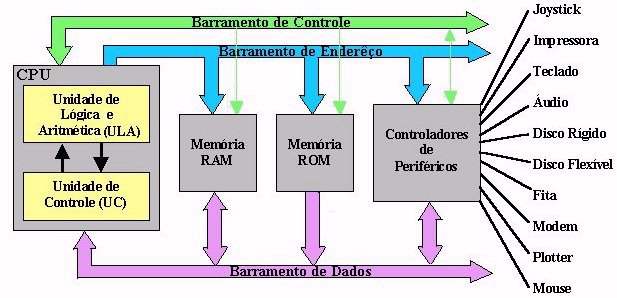 Barramento de Controle
Barramento de Enderêço
CPU
Unidade de
Lógica e
Aritmética (ULA)
Unidade de
Controle (UC)
Memória
RAM
Memória
ROM
Controladores
de
Periféricos
Barramento de Dados
Joystick
Impressora
Teclado
Áudio
Disco Rígido
Disco Flexível
Fita
Modem
Plotter
Mouse